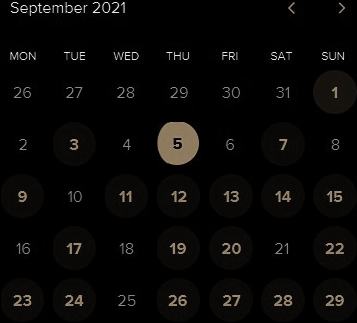 September 2021
MON TUE WED THU FRI SAT SUN
26 27 28 29 30 31 1
2 3 4 5 6 7 8
9 10 11 12 13 14 15
16 17 18 19 20 21 22
23 24 25 26 27 28 29